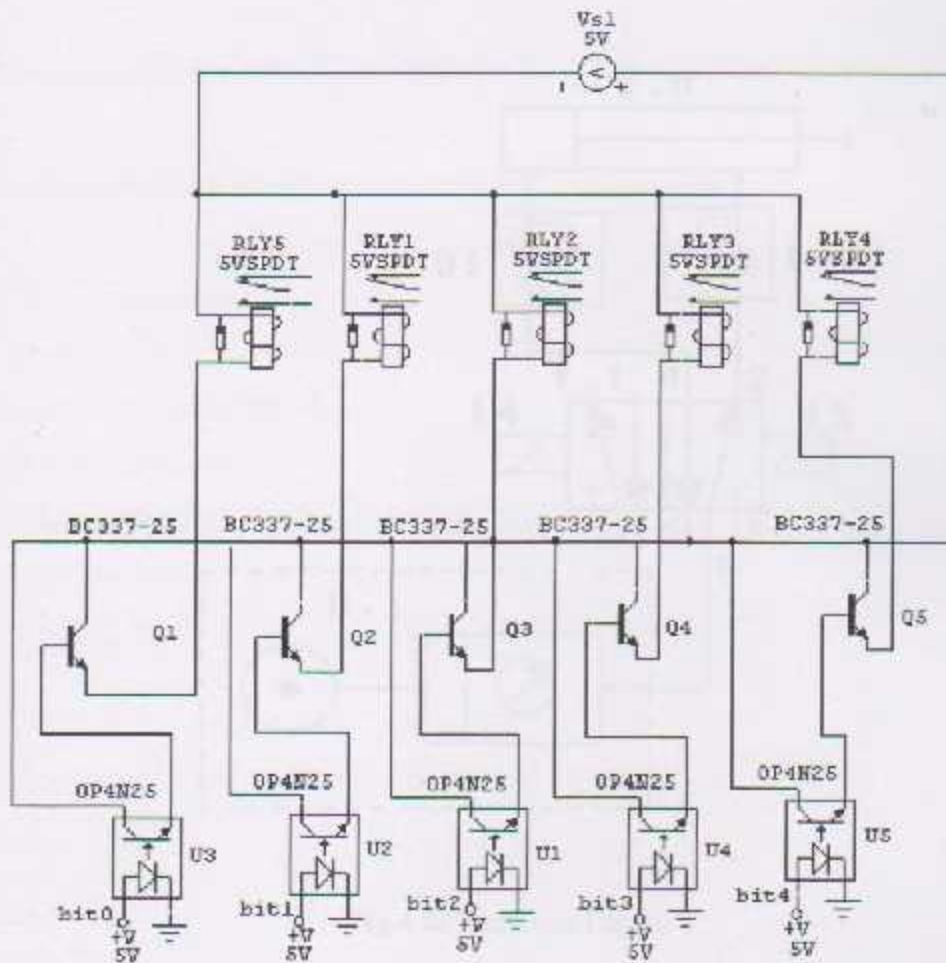 Vs1
5V
RLY5
5VSPDT
RLY1
5VSPDT
RLY2
5VSPDT
RLY3
5VSPDT
RLY4
5VSPDT
BC337-25
BC337-25
BC337-25
BC337-25
BC337-25
Q1
Q2
Q3
Q4
Q5
OP4N25
OP4N25
OP4N25
OP4N25
OP4N25
U3
U2
U1
U4
U5
bit0
bit1
bit2
bit3
bit4
+V
5V
+V
5V
+V
5V
+V
5V
+V
5V